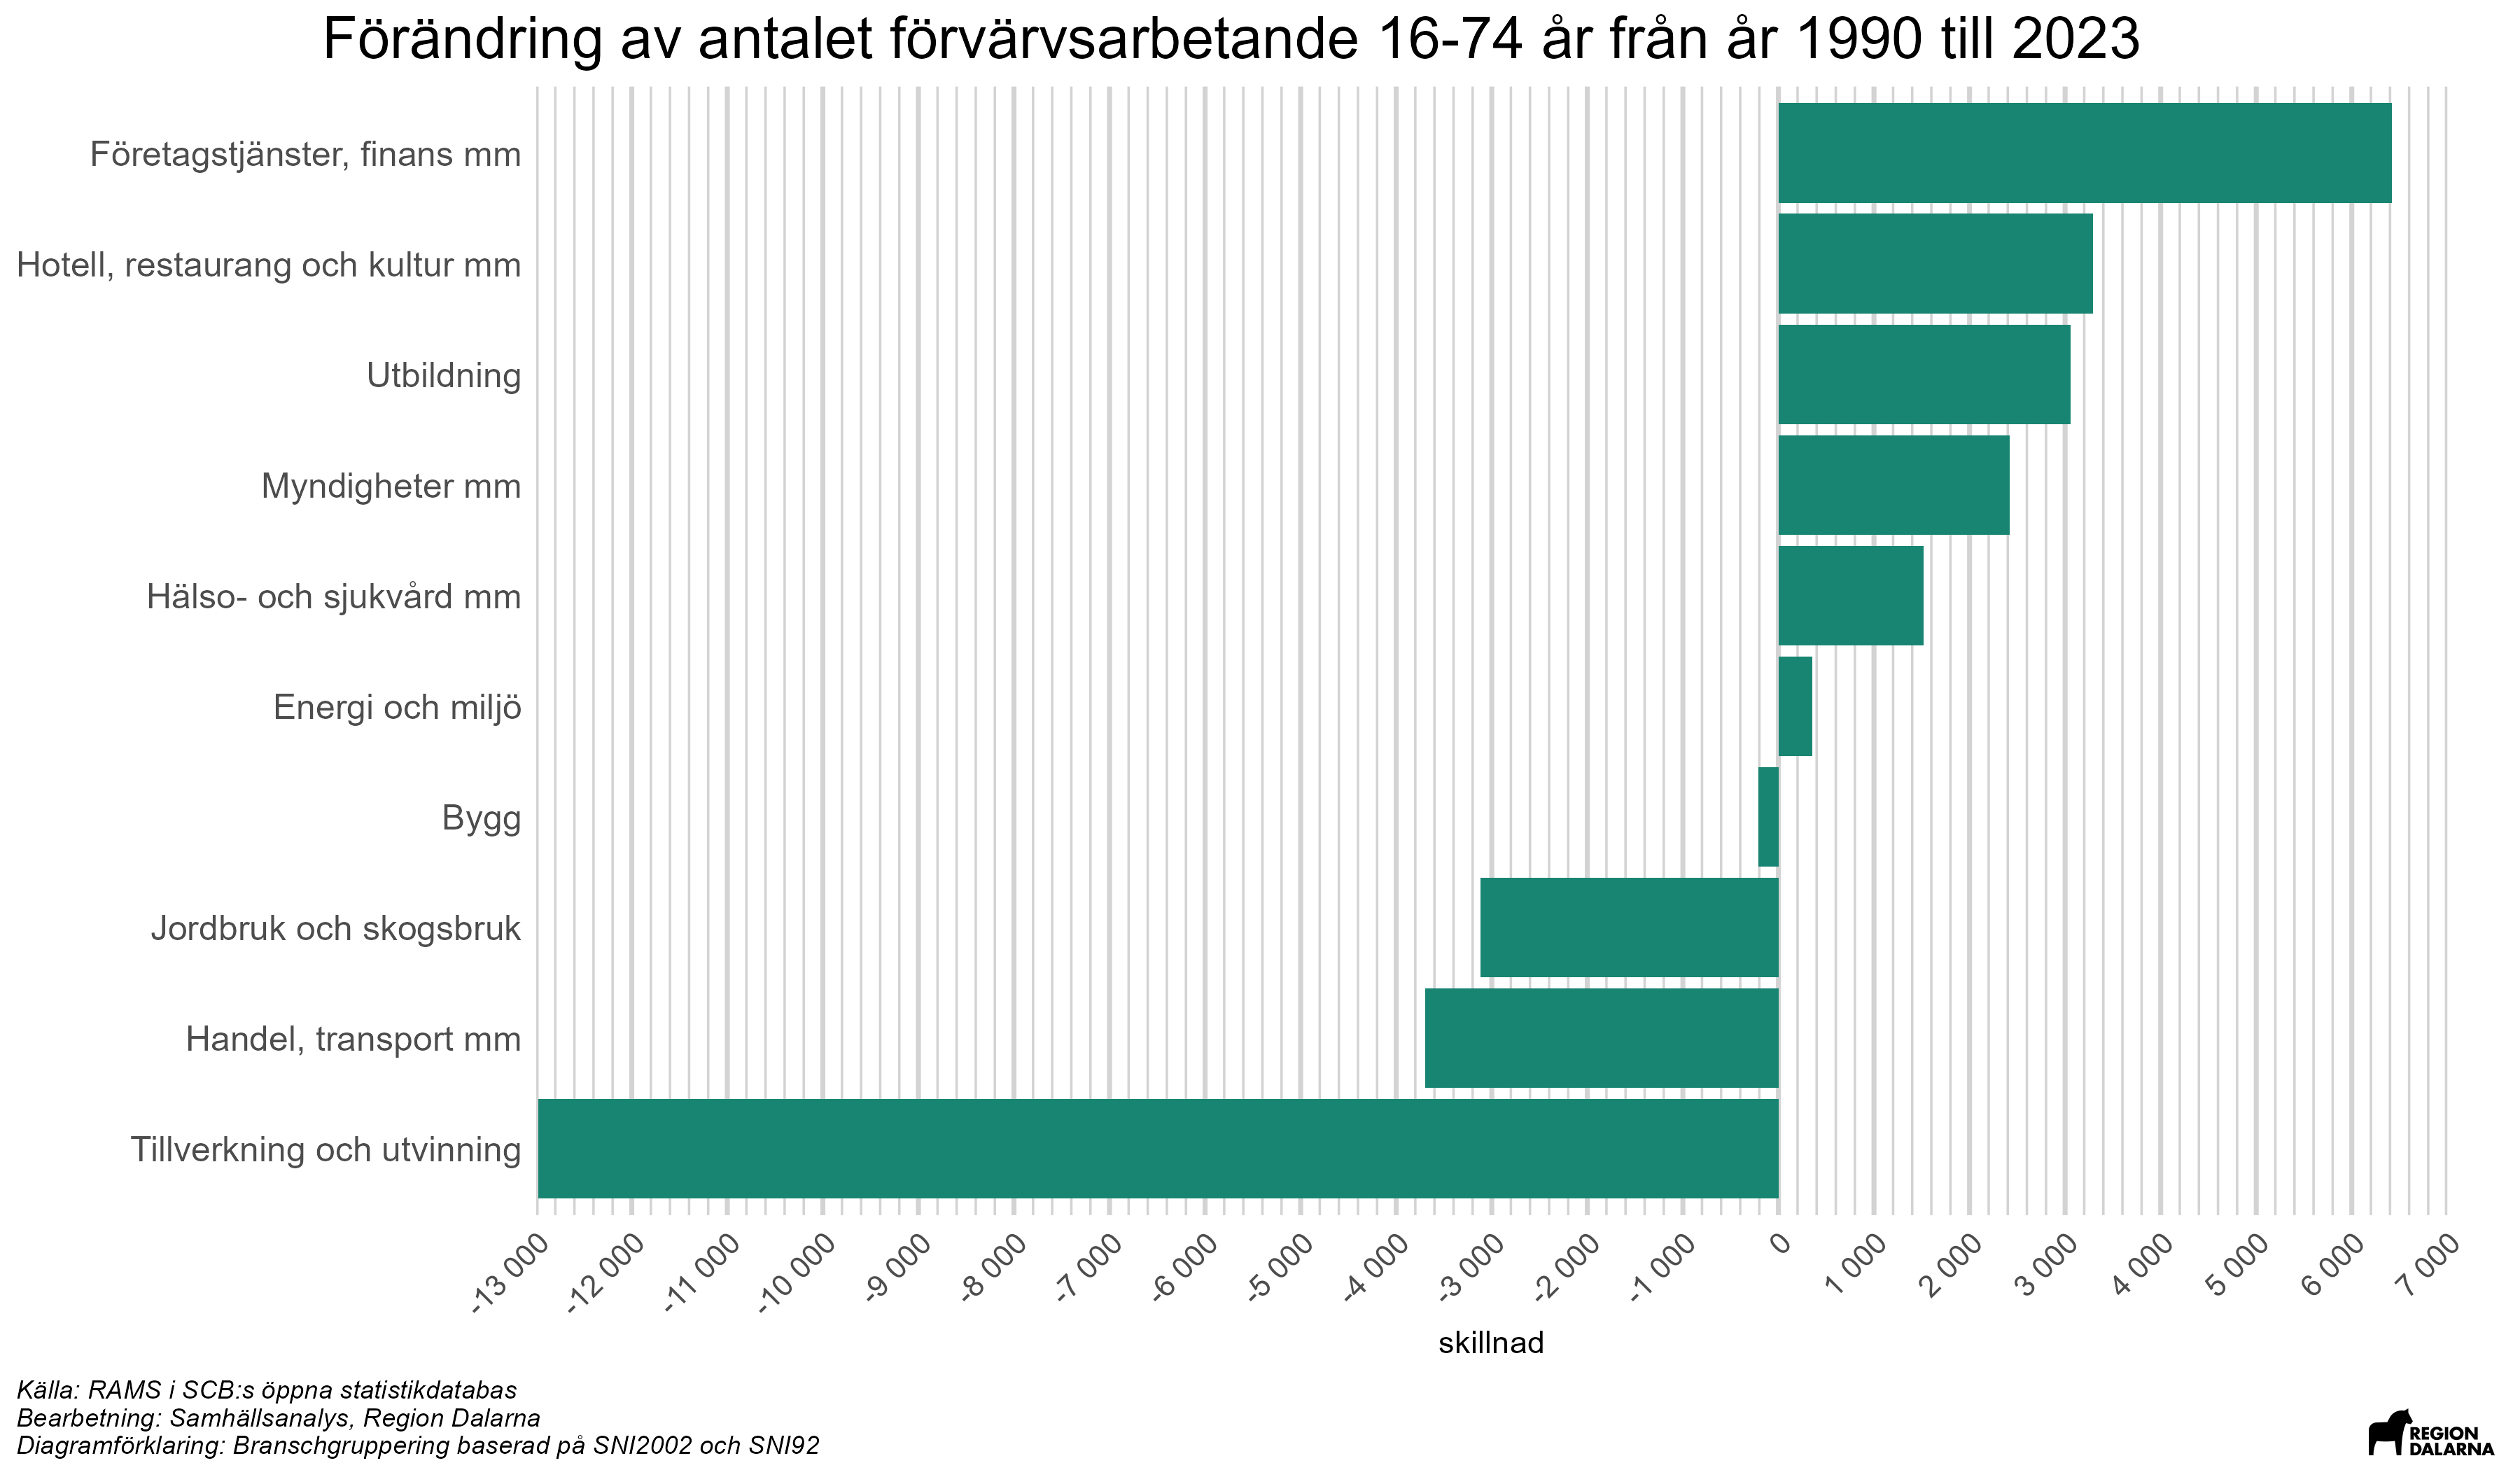 Förändring av antalet förvärvsarbetande 16-74 år från år 1990 till 2023
Företagstjänster, finans mm
Hotell, restaurang och kultur mm
Utbildning
Myndigheter mm
Hälso- och sjukvård mm
Energi och miljö
Bygg
Jordbruk och skogsbruk
Handel, transport mm
Tillverkning och utvinning
-13 000 -12 000 -11 000 -10 000 -9 000 -8 000 -7 000 -6 000 -5 000 -4 000 -3 000 -2 000 -1 000 0 1 000 2 000 3 000 4 000 5 000 6 000 7 000
skillnad
Källa: RAMS i SCB:s öppna statistikdatabas
Bearbetning: Samhällsanalys, Region Dalarna
Diagramförklaring: Branschgruppering baserad på SNI2002 och SNI92
REGION
DALARNA